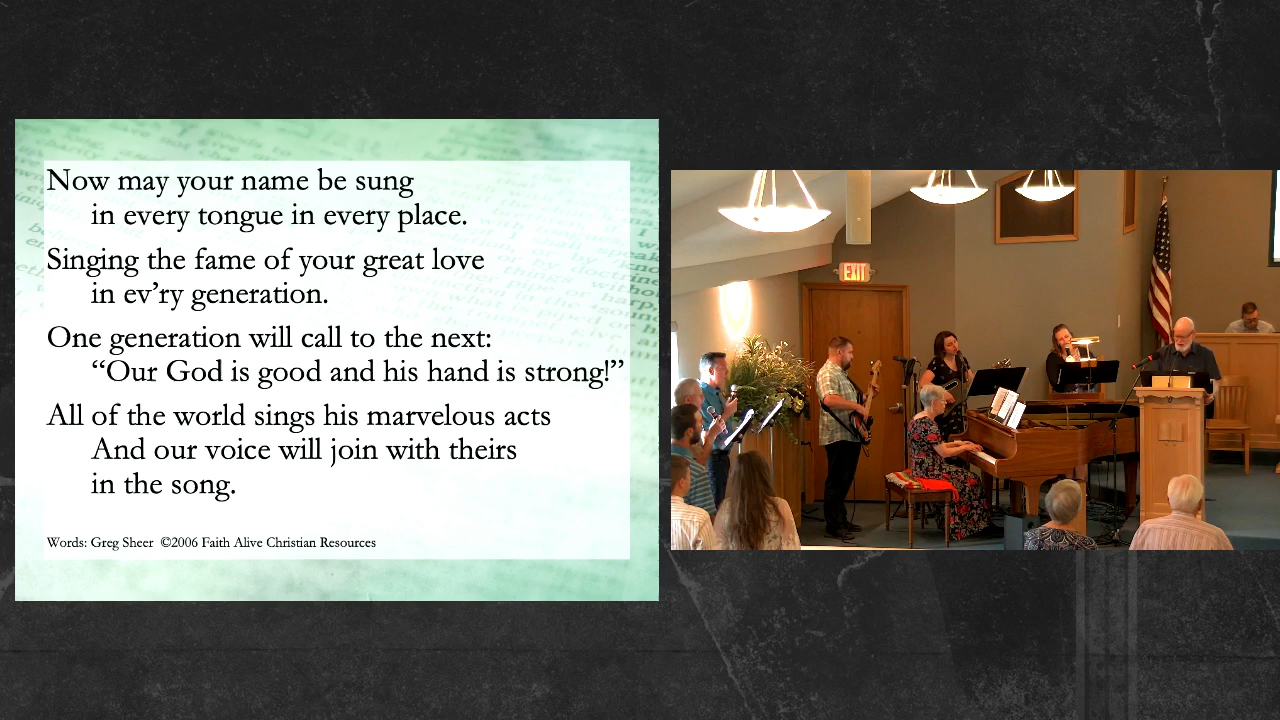 Now may your name be sung
in every tongue in every place.
Singing the fame of your great love
in ev’ry generation.
One generation will call to the next:
“Our God is good and his hand is strong!”
All of the world sings his marvelous acts
And our voice will join with theirs
in the song.
Words: Greg Sheer ©2006 Faith Alive Christian Resources
EXIT